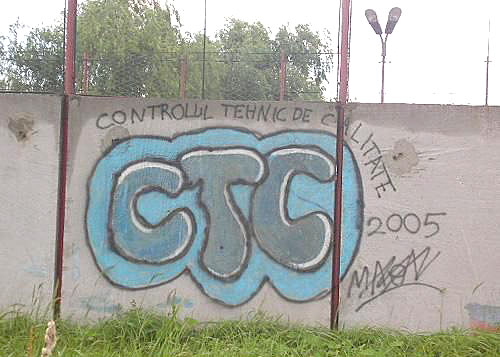 CONTROLUL TEHNIC DE CALITATE
CTC
2005